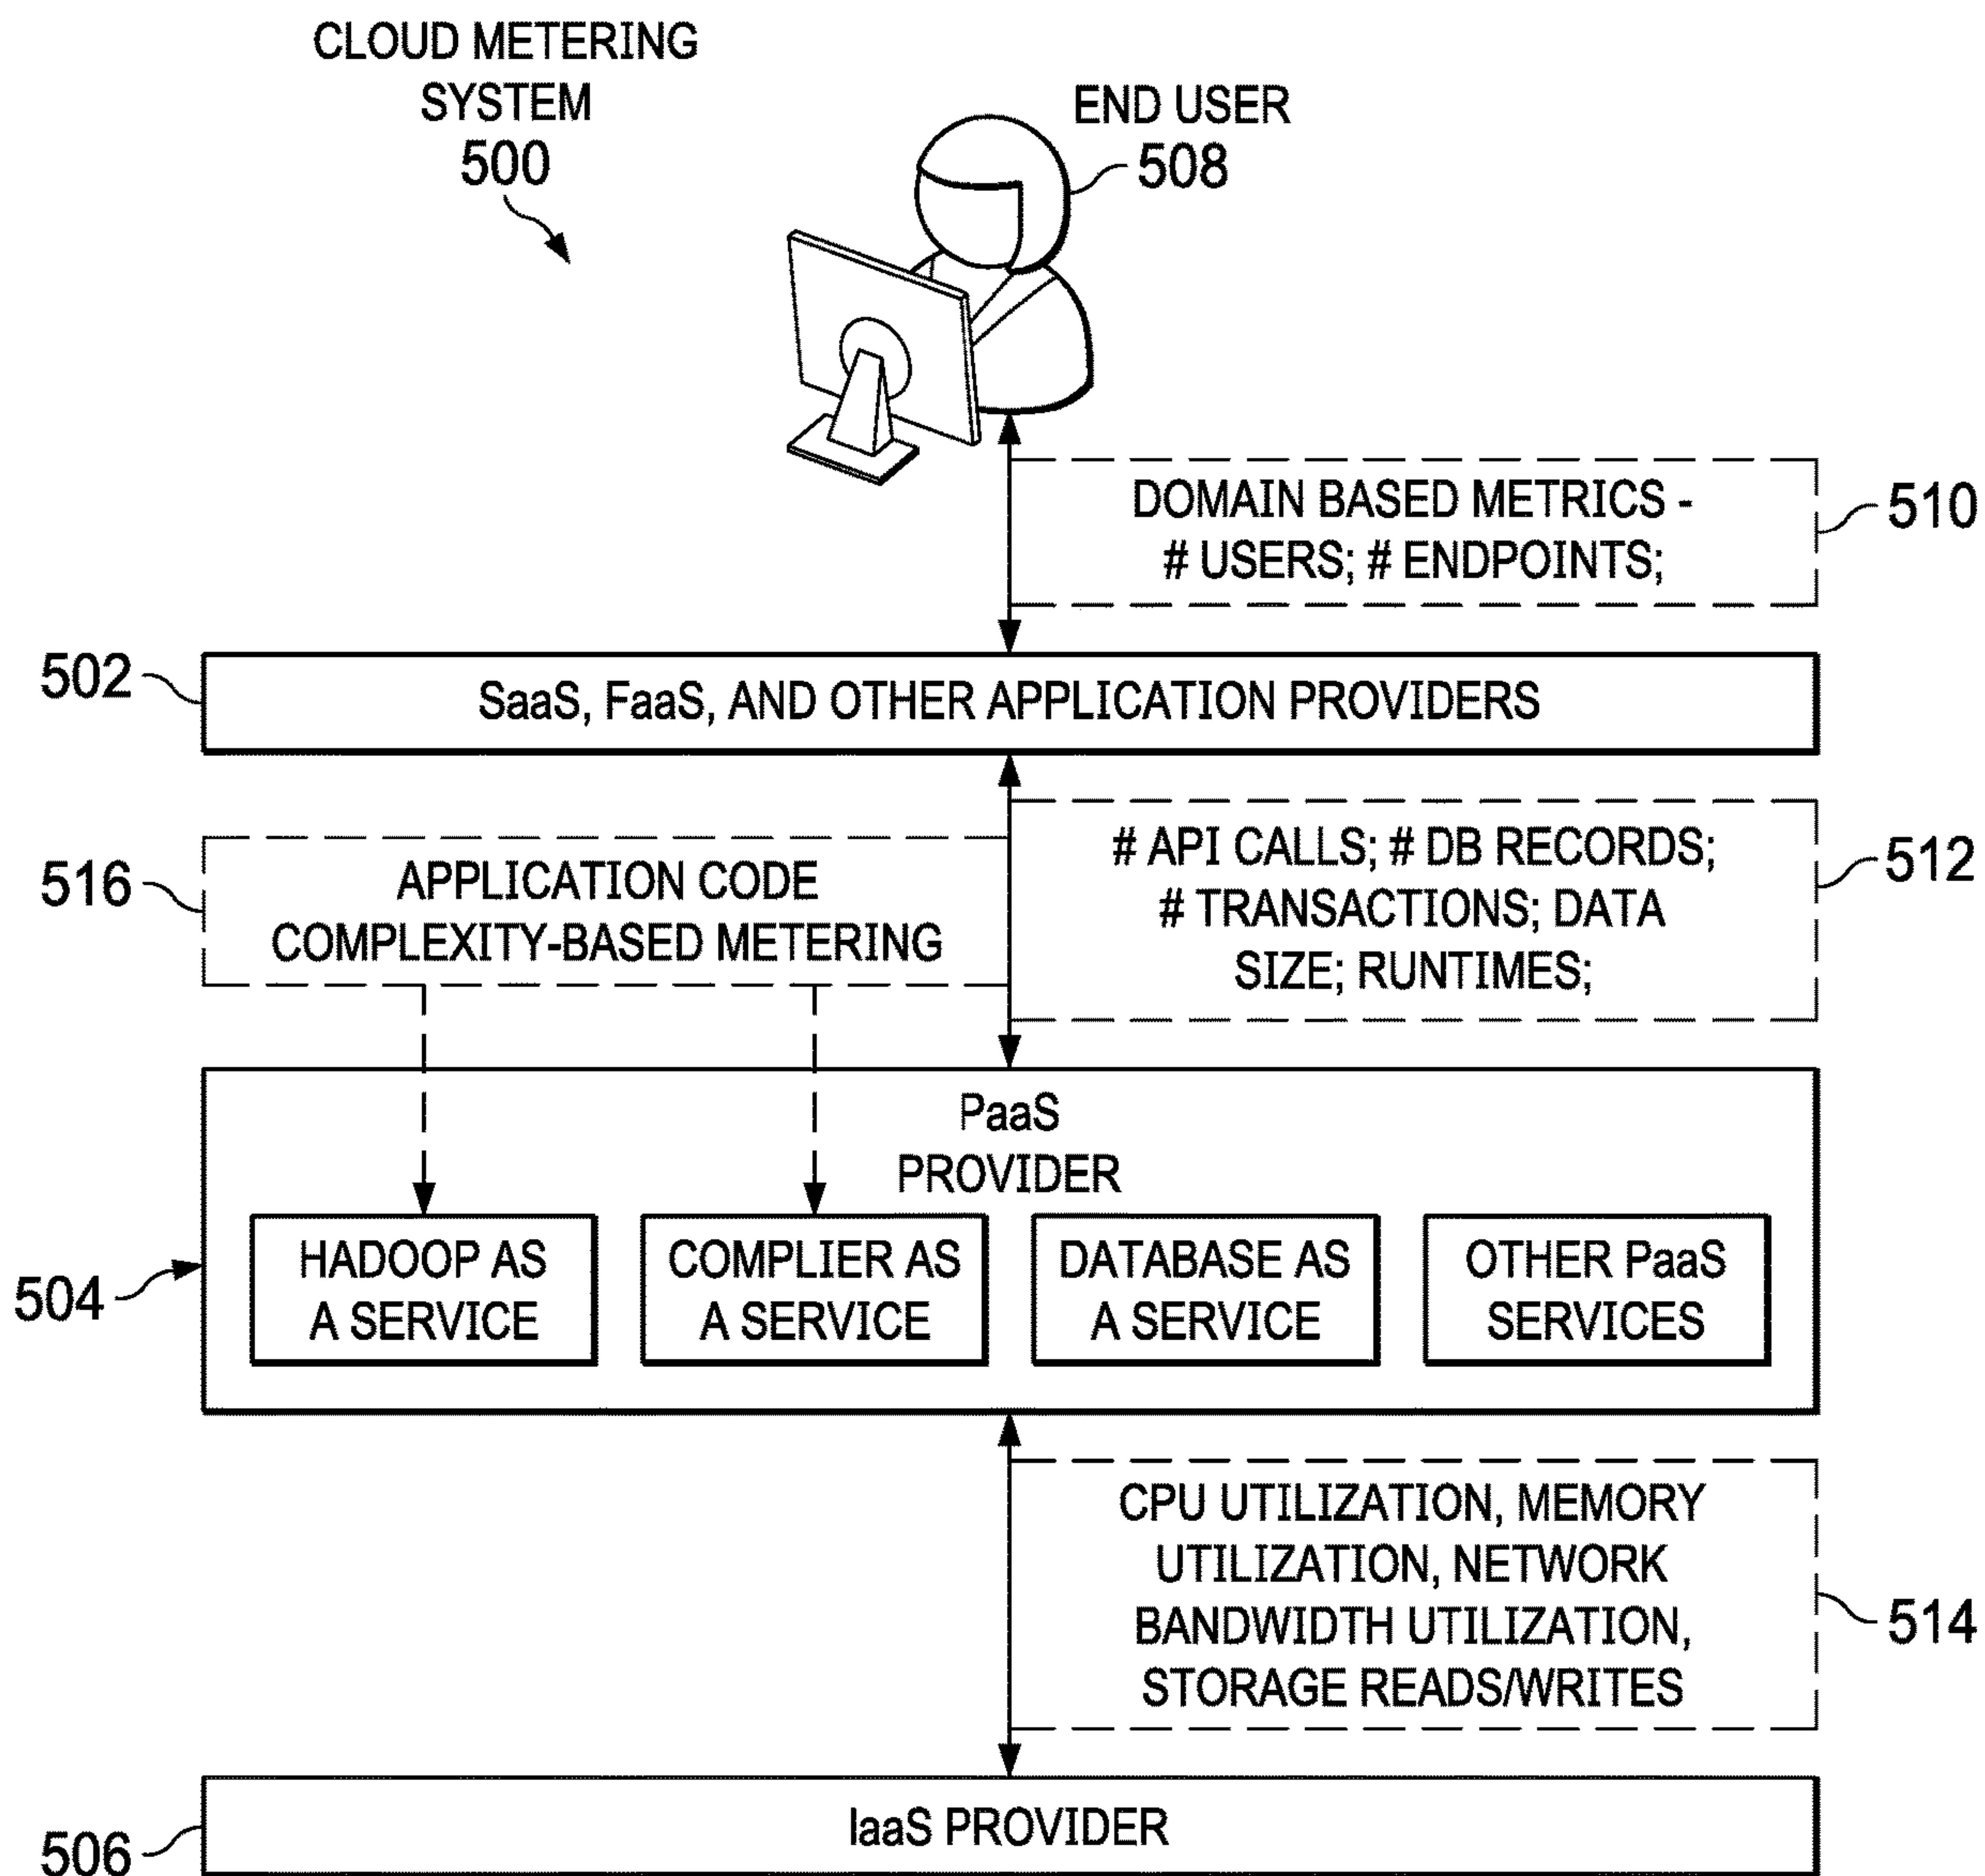 CLOUD METERING
SYSTEM
500
END USER
508
DOMAIN BASED METRICS -
# USERS; # ENDPOINTS;
510
502
SaaS, FaaS, AND OTHER APPLICATION PROVIDERS
516
APPLICATION CODE
COMPLEXITY-BASED METERING
# API CALLS; # DB RECORDS;
# TRANSACTIONS; DATA
SIZE; RUNTIMES;
512
PaaS
PROVIDER
504
HADOOP AS
A SERVICE
COMPLIER AS
A SERVICE
DATABASE AS
A SERVICE
OTHER PaaS
SERVICES
CPU UTILIZATION, MEMORY
UTILIZATION, NETWORK
BANDWIDTH UTILIZATION,
STORAGE READS/WRITES
514
506
IaaS PROVIDER